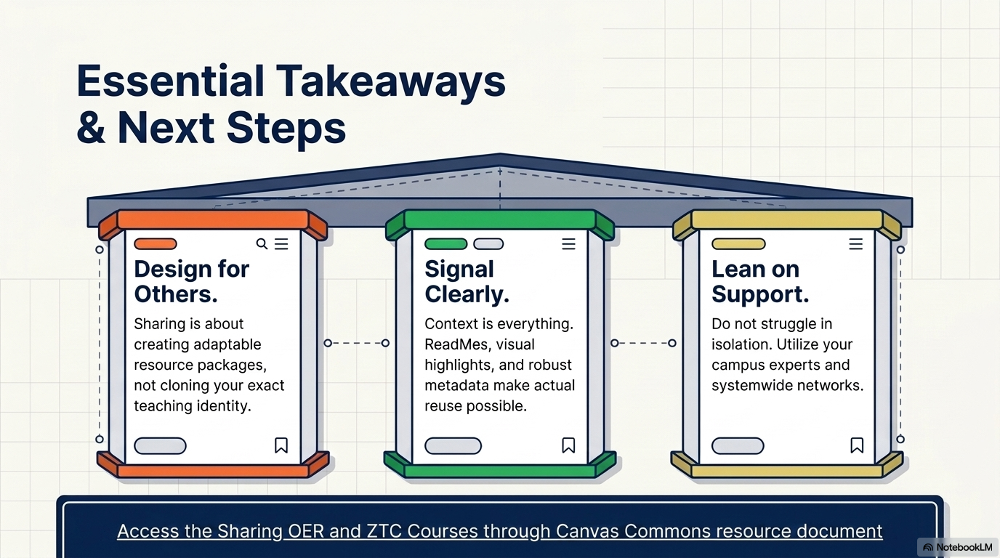 Essential Takeaways
& Next Steps
Design for
Others.
Sharing is about
creating adaptable
resource packages,
not cloning your exact
teaching identity.
Signal
Clearly.
Context is everything.
ReadMes, visual
highlights, and robust
metadata make actual
reuse possible.
Lean on
Support.
Do not struggle in
isolation. Utilize your
campus experts and
systemwide networks.
Access the Sharing OER and ZTC Courses through Canvas Commons resource document
NotebookLM